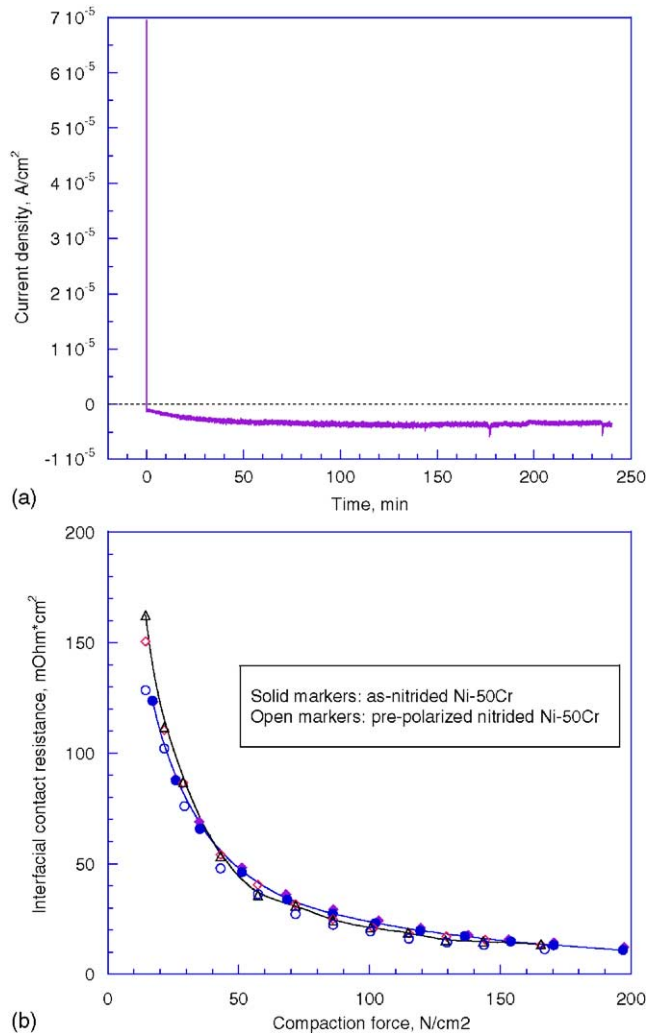 7 10-5
6 10-5
5 10-5
4 10-5
3 10-5
2 10-5
1 10-5
0
-1 10-5
Current density, A/cm2
0 50 100 150 200 250
(a)
Time, min
200
150
100
50
0
Interfacial contact resistance, mOhm*cm2
Solid markers: as-nitrided Ni-50Cr
Open markers: pre-polarized nitrided Ni-50Cr
0 50 100 150 200
(b)
Compaction force, N/cm2